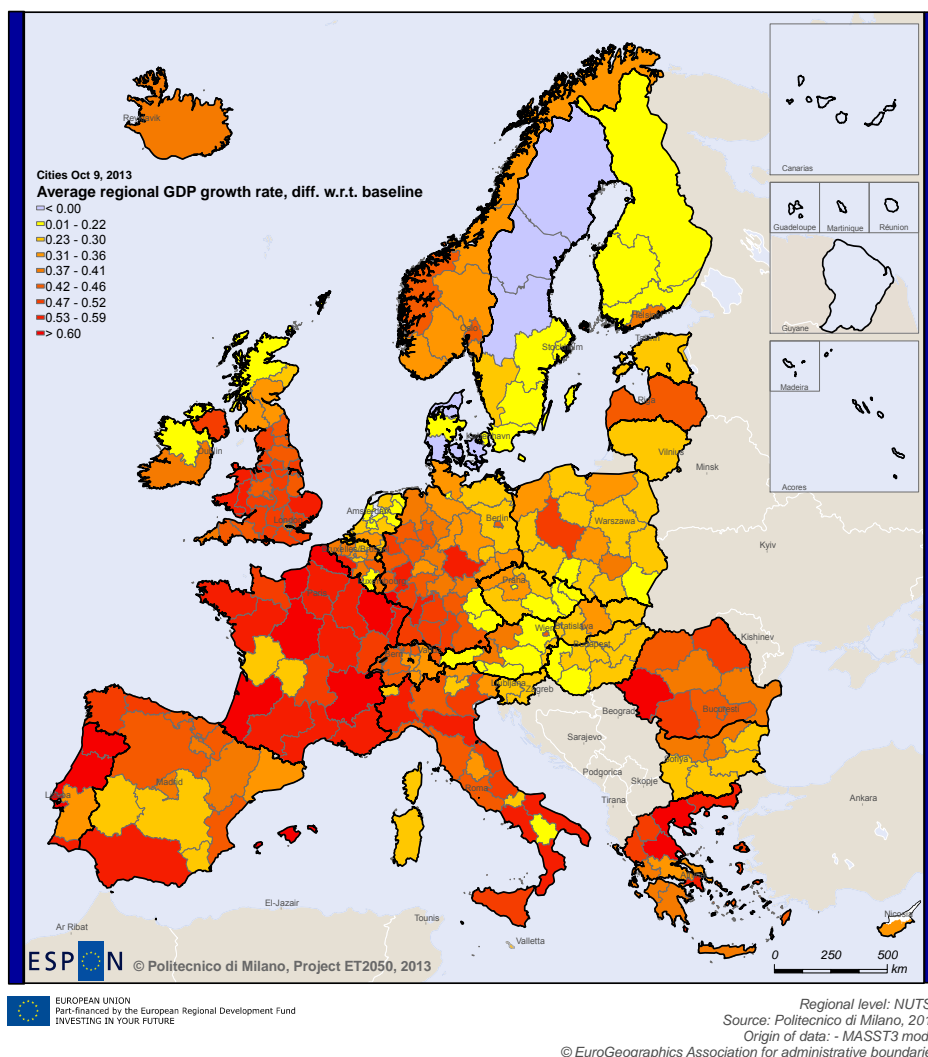 Reykjavik
Canarias
Cities Oct 9, 2013
Average regional GDP growth rate, diff. w.r.t. baseline
< 0.00
0.01 - 0.22
0.23 - 0.30
0.31 - 0.36
0.37 - 0.41
0.42 - 0.46
0.47 - 0.52
0.53 - 0.59
> 0.60
Guadeloupe
Martinique
Réunion
Guyane
Madeira
Acores
Oslo
Helsinki
Stockholm
Riga
Vilnius
Minsk
Dublin
Berlin
Warszawa
Kyiv
Praha
Wien
Bratislava
Budapest
Kishinev
Ljubljana
Zagreb
Beograd
Bucuresti
Sarajevo
Sofiya
Podgorica
Skopje
Tirana
Madrid
Roma
Ankara
El-Jazair
Tounis
Ar Ribat
Valletta
Nicosia
ESPON
© Politecnico di Milano, Project ET2050, 2013
0 250 500
km
EUROPEAN UNION
Part-financed by the European Regional Development Fund
INVESTING IN YOUR FUTURE
Regional level: NUTS
Source: Politecnico di Milano, 201
Origin of data: - MASST3 mod
© EuroGeographics Association for administrative boundarie